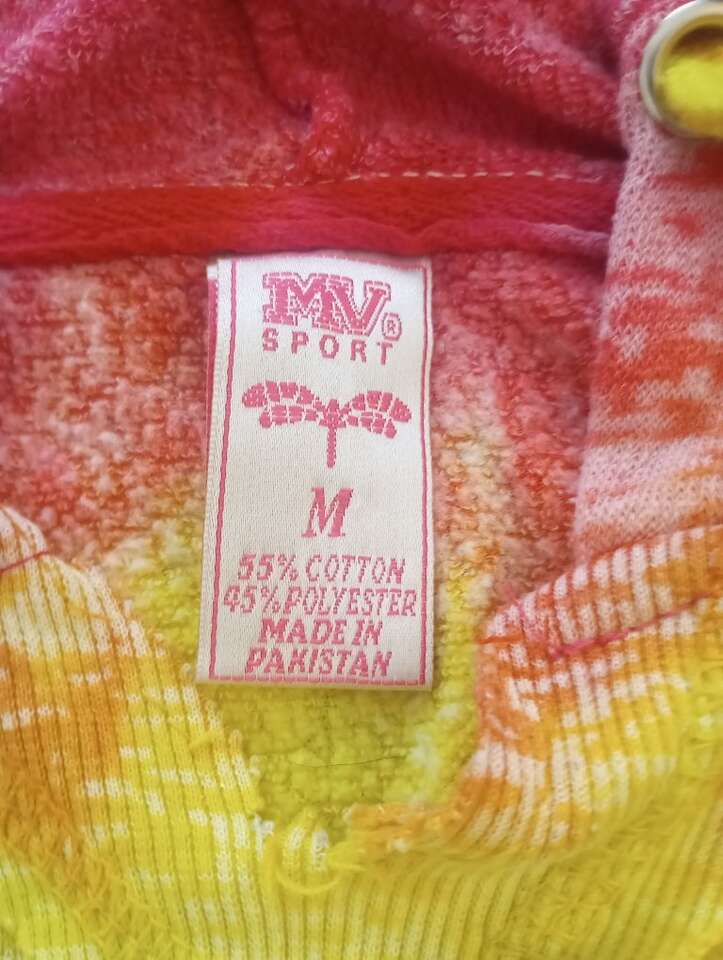 MV®
SPORT
M
55% COTTON
45% POLYESTER
MADE IN
PAKISTAN